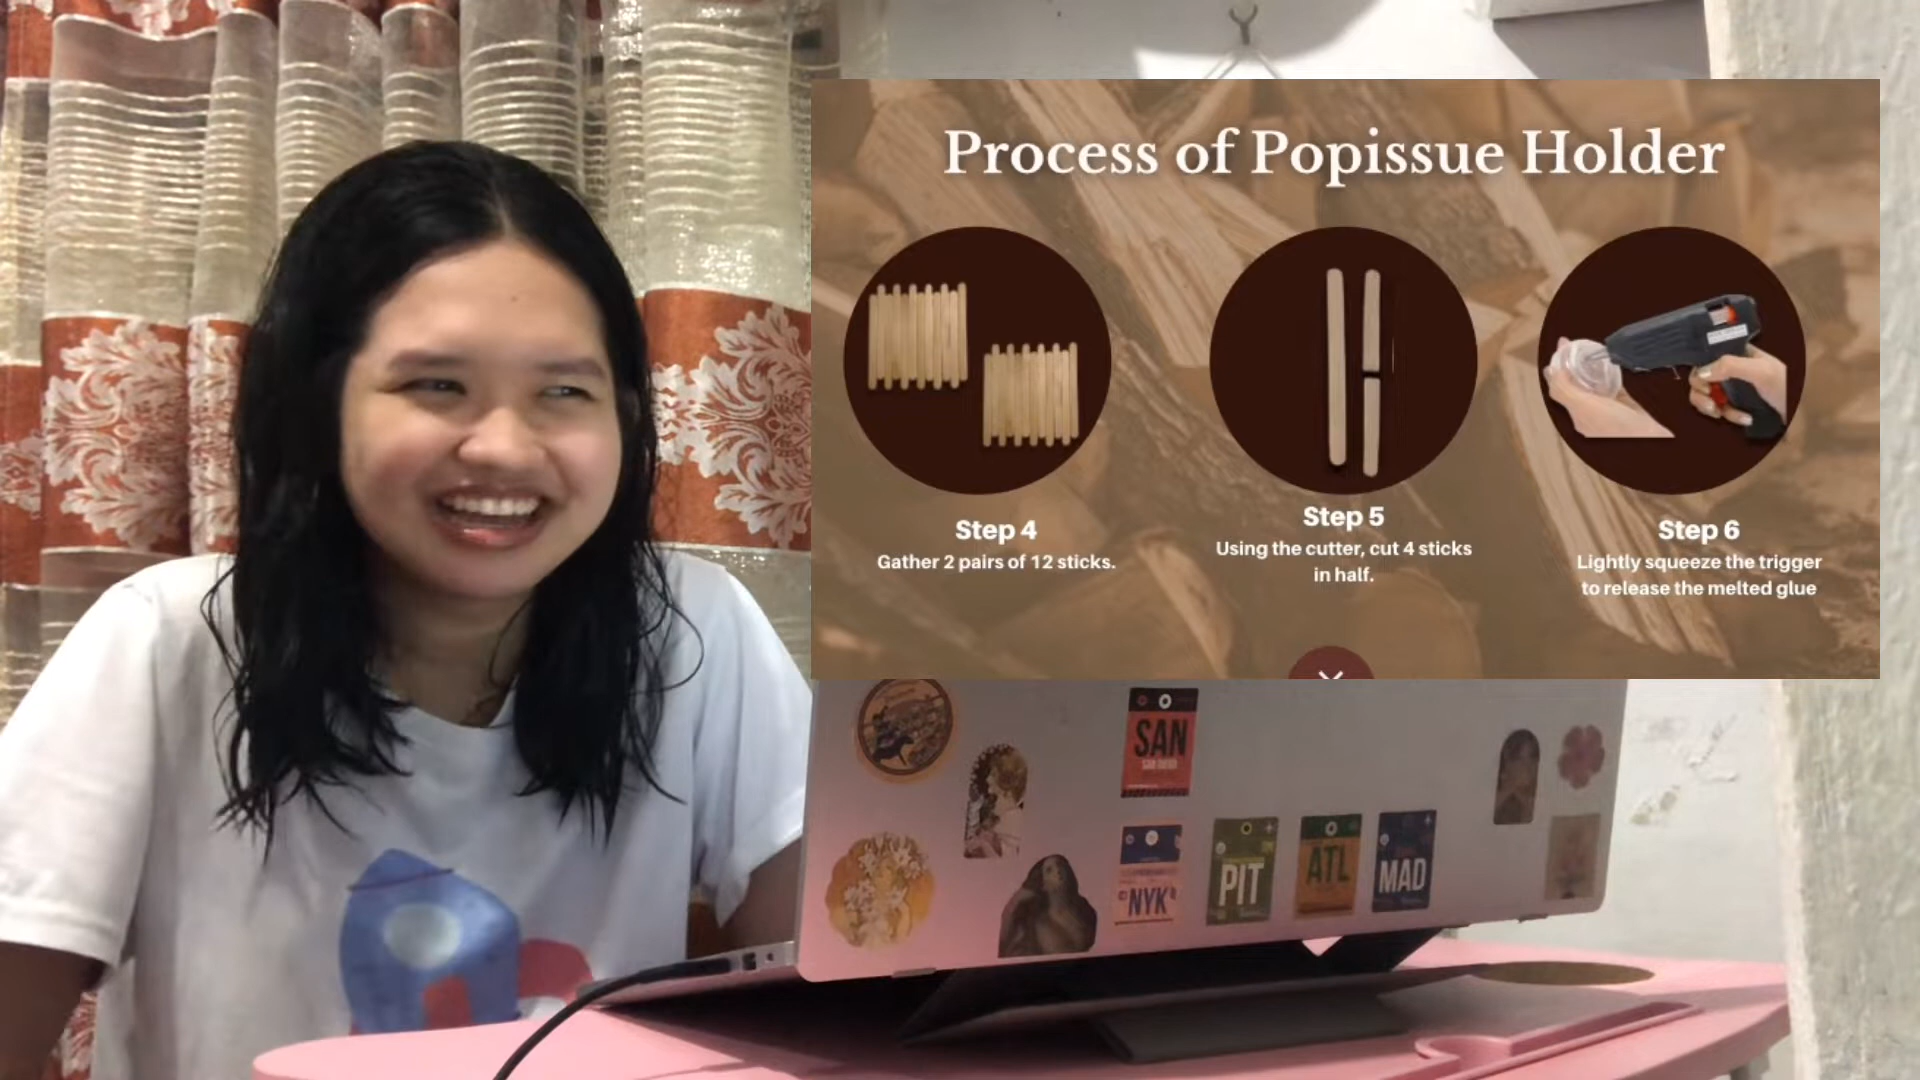 Process of Popissue Holder
Step 4
Gather 2 pairs of 12 sticks.
Step 5
Using the cutter, cut 4 sticks
in half.
Step 6
Lightly squeeze the trigger
to release the melted glue
SAN
SAN DIEGO
NYK
PIT
ATL
MAD